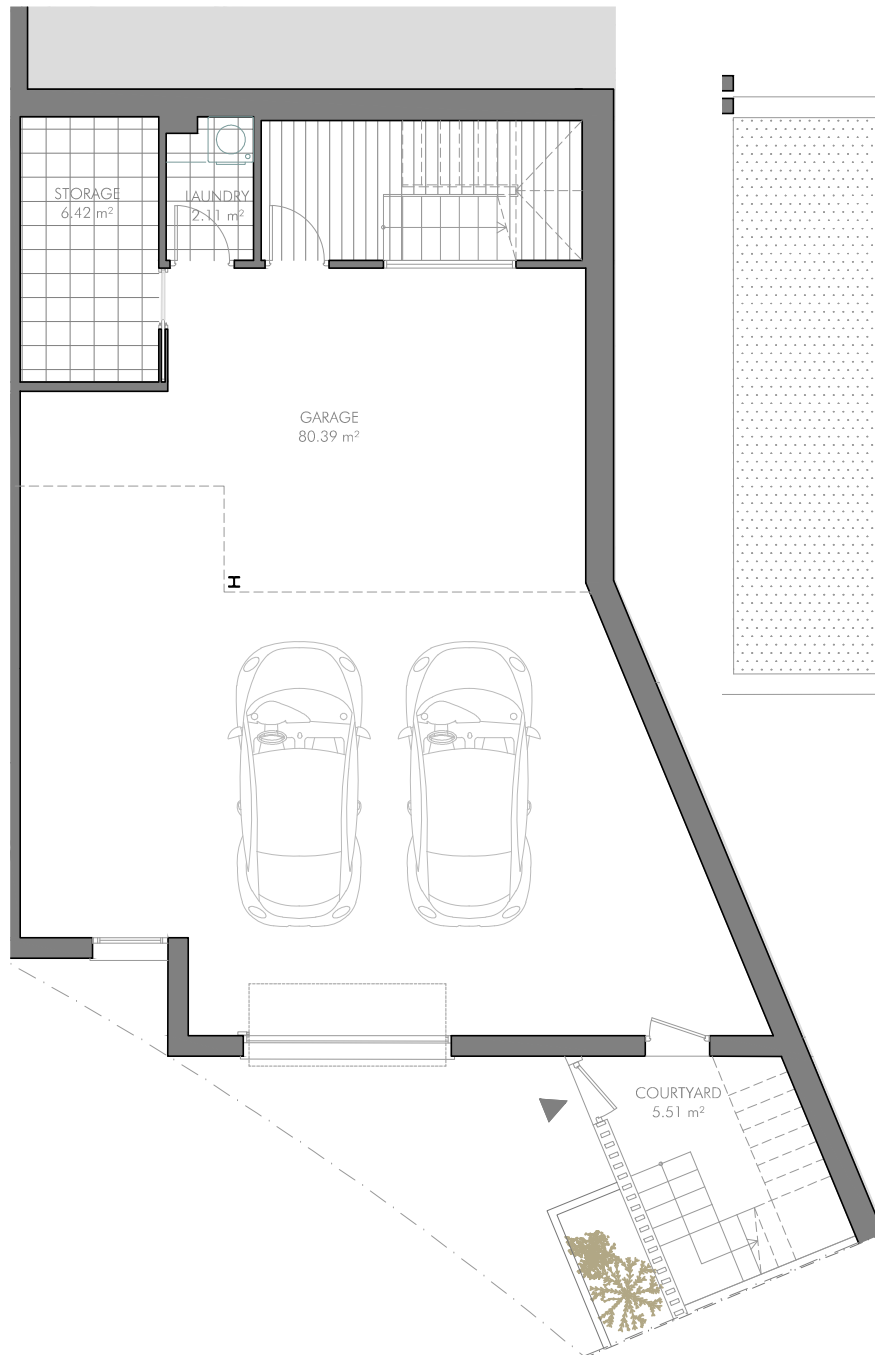 STORAGE
6.42 m²
LAUNDRY
2.11 m²
GARAGE
80.39 m²
COURTYARD
5.51 m²